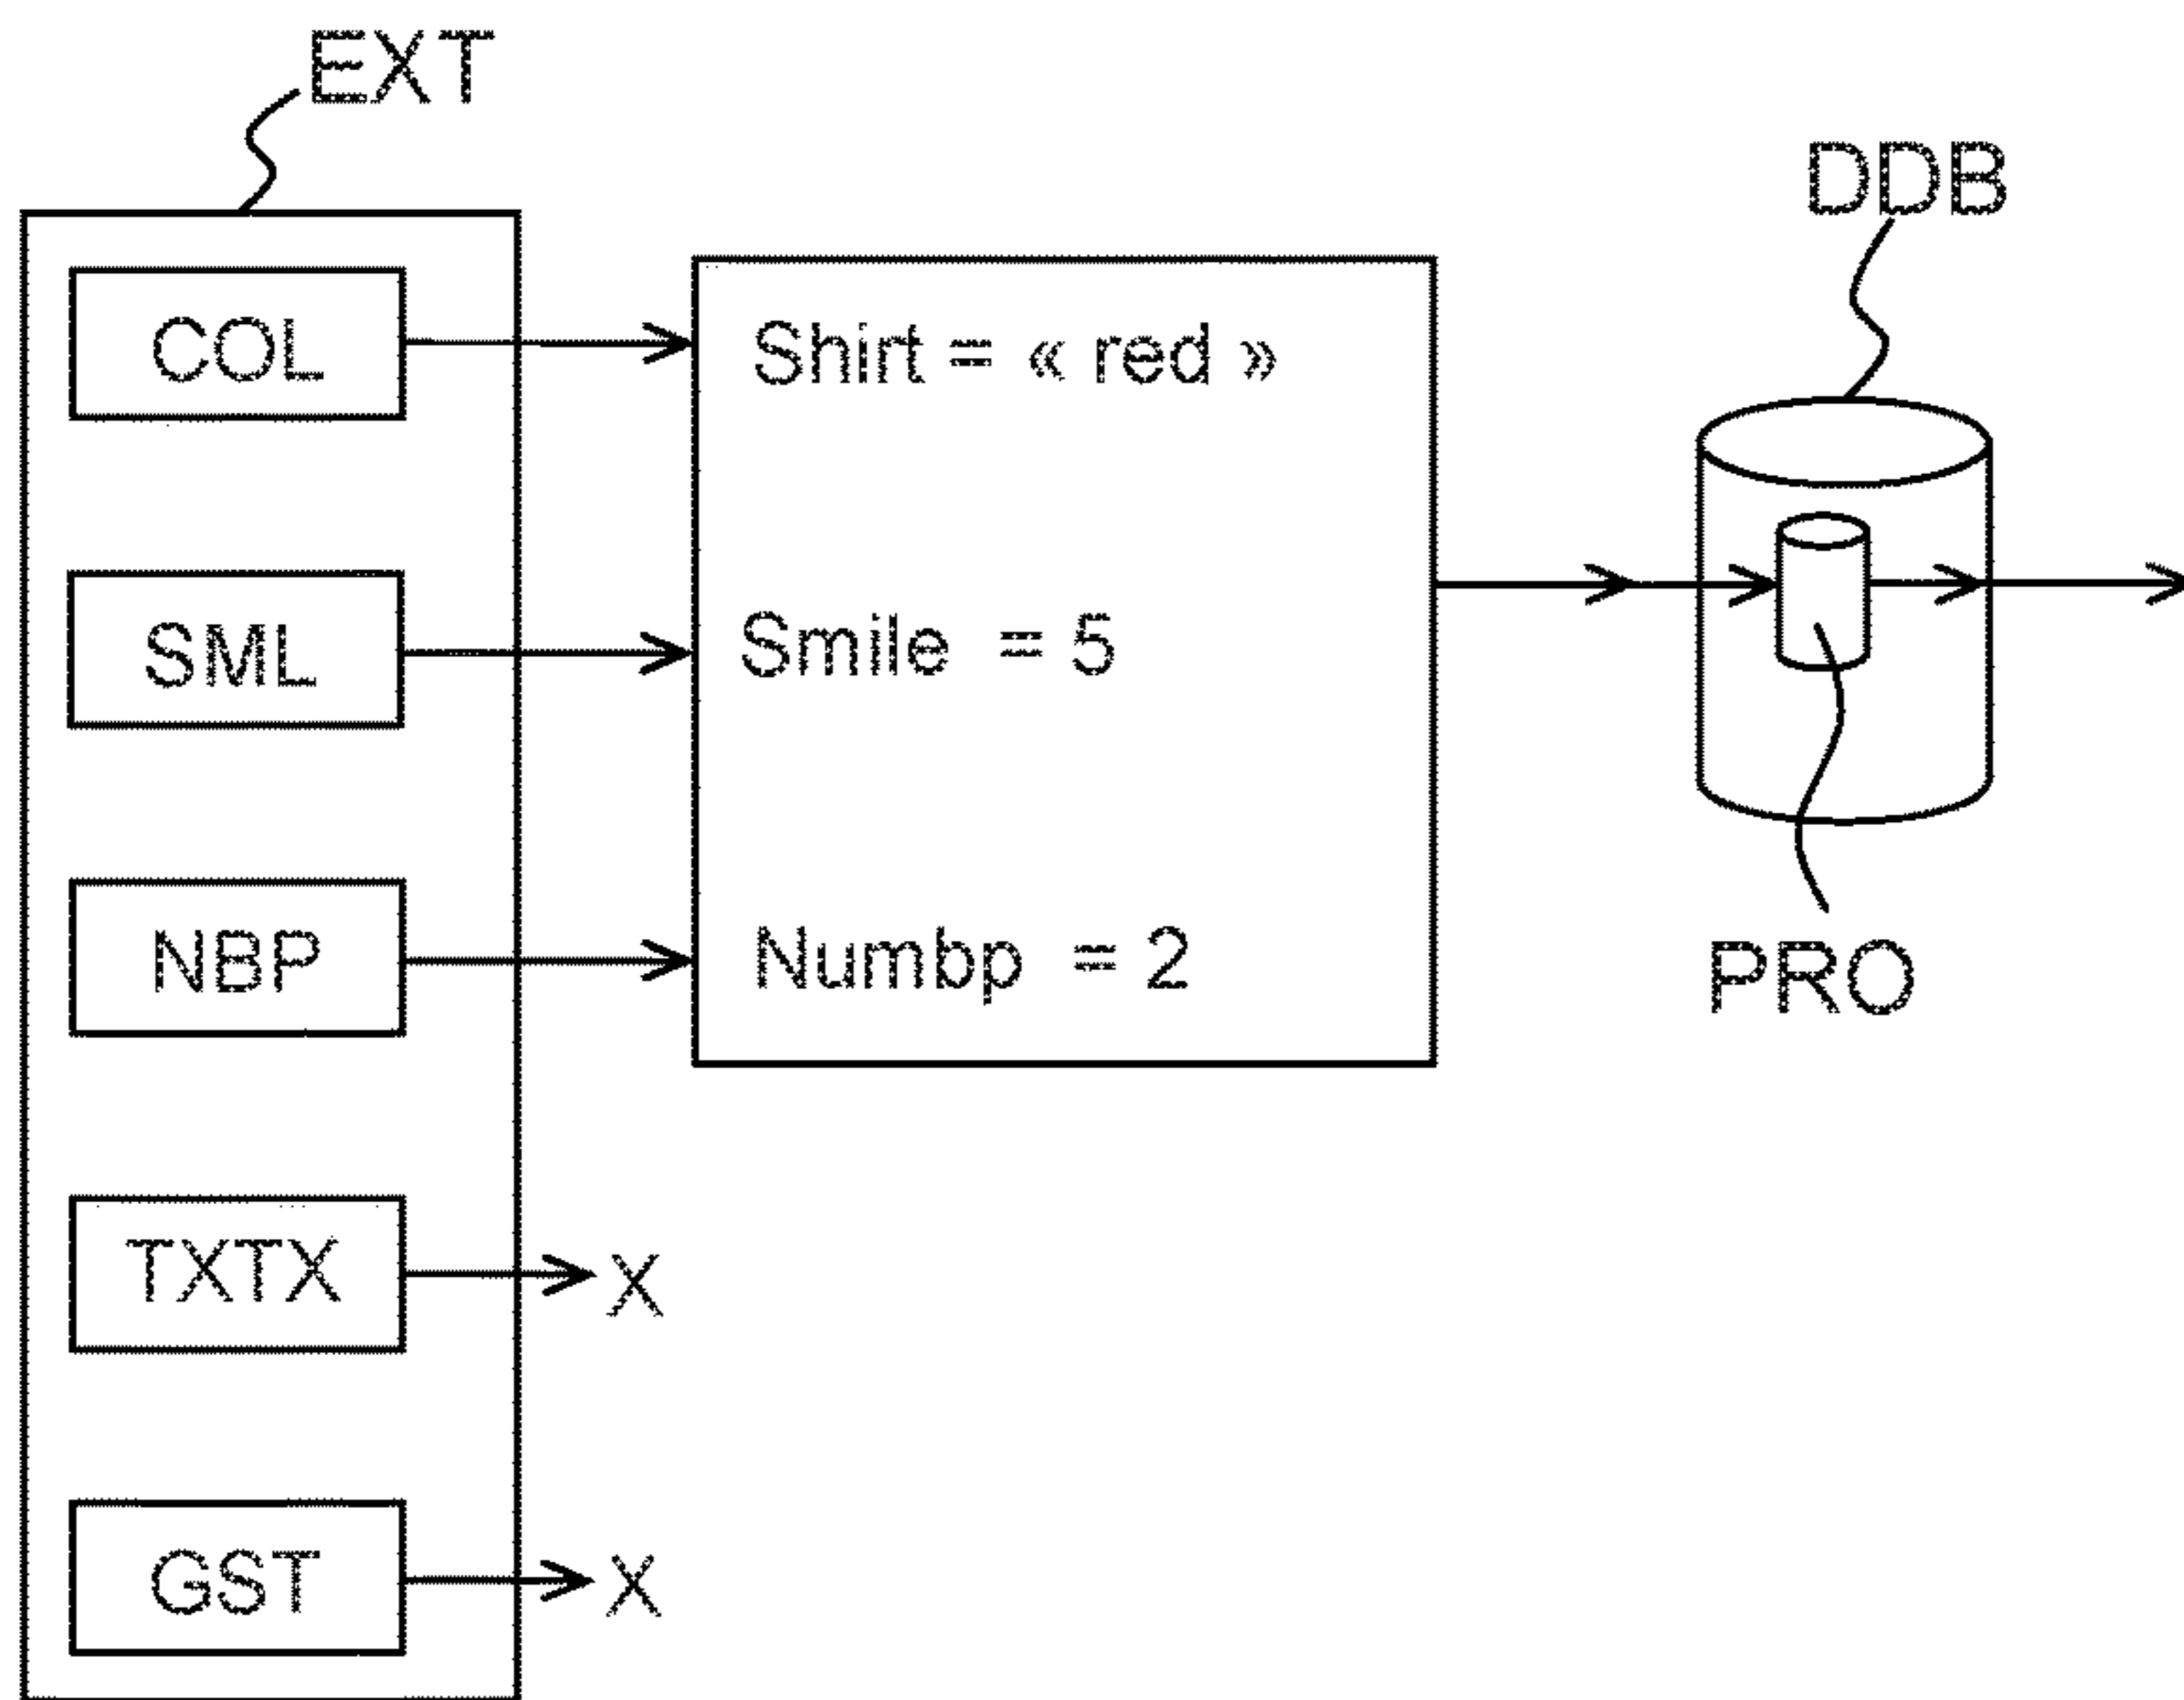 EXT
DDB
COL
Shirt = « red »
SML
Smile = 5
NBP
Numbp = 2
PRO
TXTX
X
GST
X